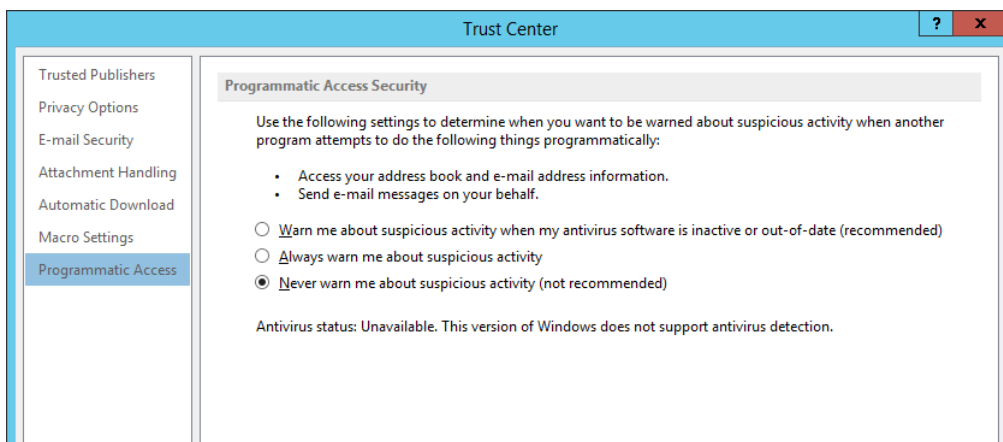 Trust Center
? x
Trusted Publishers
Privacy Options
E-mail Security
Attachment Handling
Automatic Download
Macro Settings
Programmatic Access
Programmatic Access Security
Use the following settings to determine when you want to be warned about suspicious activity when another
program attempts to do the following things programmatically:
• Access your address book and e-mail address information.
• Send e-mail messages on your behalf.
Warn me about suspicious activity when my antivirus software is inactive or out-of-date (recommended)
Always warn me about suspicious activity
Never warn me about suspicious activity (not recommended)
Antivirus status: Unavailable. This version of Windows does not support antivirus detection.